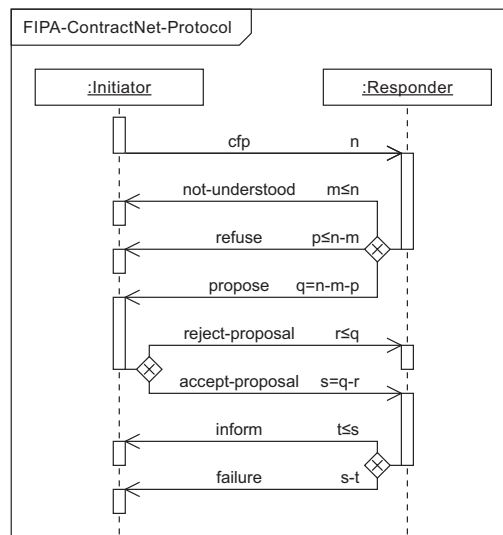 FIPA-ContractNet-Protocol
:Initiator :Responder
cfp n
not-understood m≤n
refuse p≤n-m
propose q=n-m-p
reject-proposal r≤q
accept-proposal s=q-r
inform t≤s
failure s-t